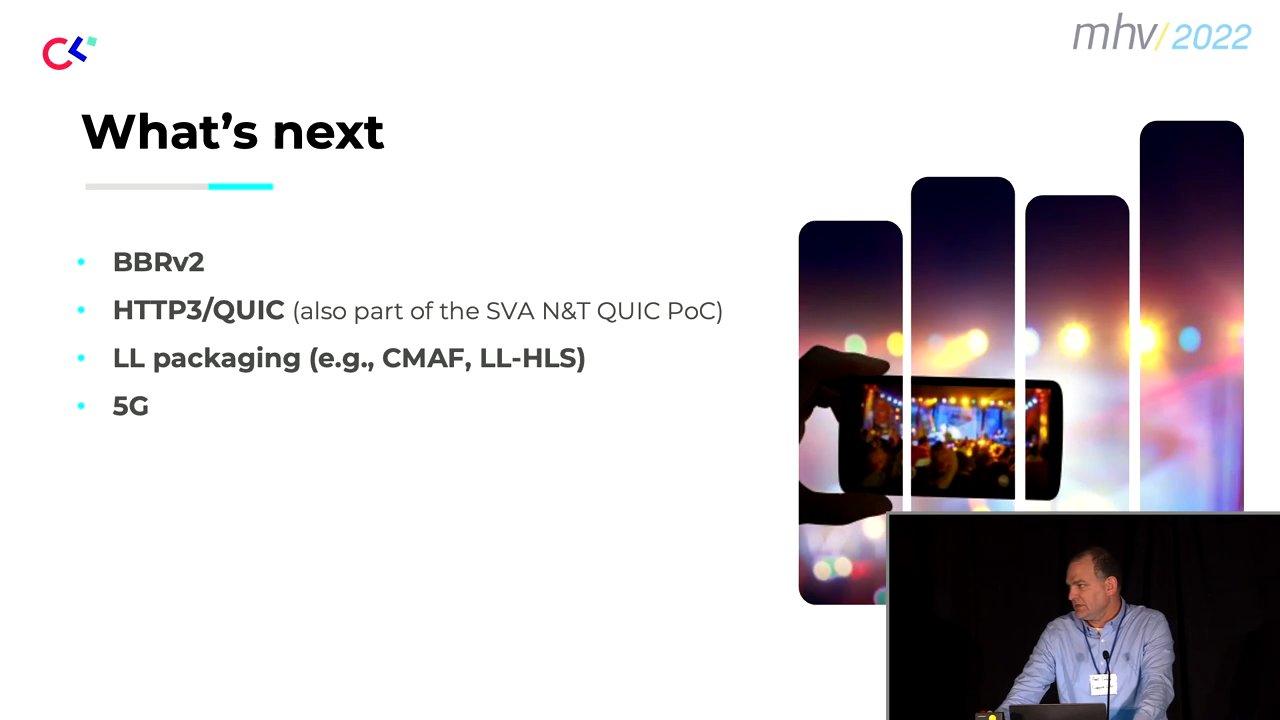 mhv/2022
What's next
• BBRv2
• HTTP3/QUIC (also part of the SVA N&T QUIC PoC)
• LL packaging (e.g., CMAF, LL-HLS)
• 5G